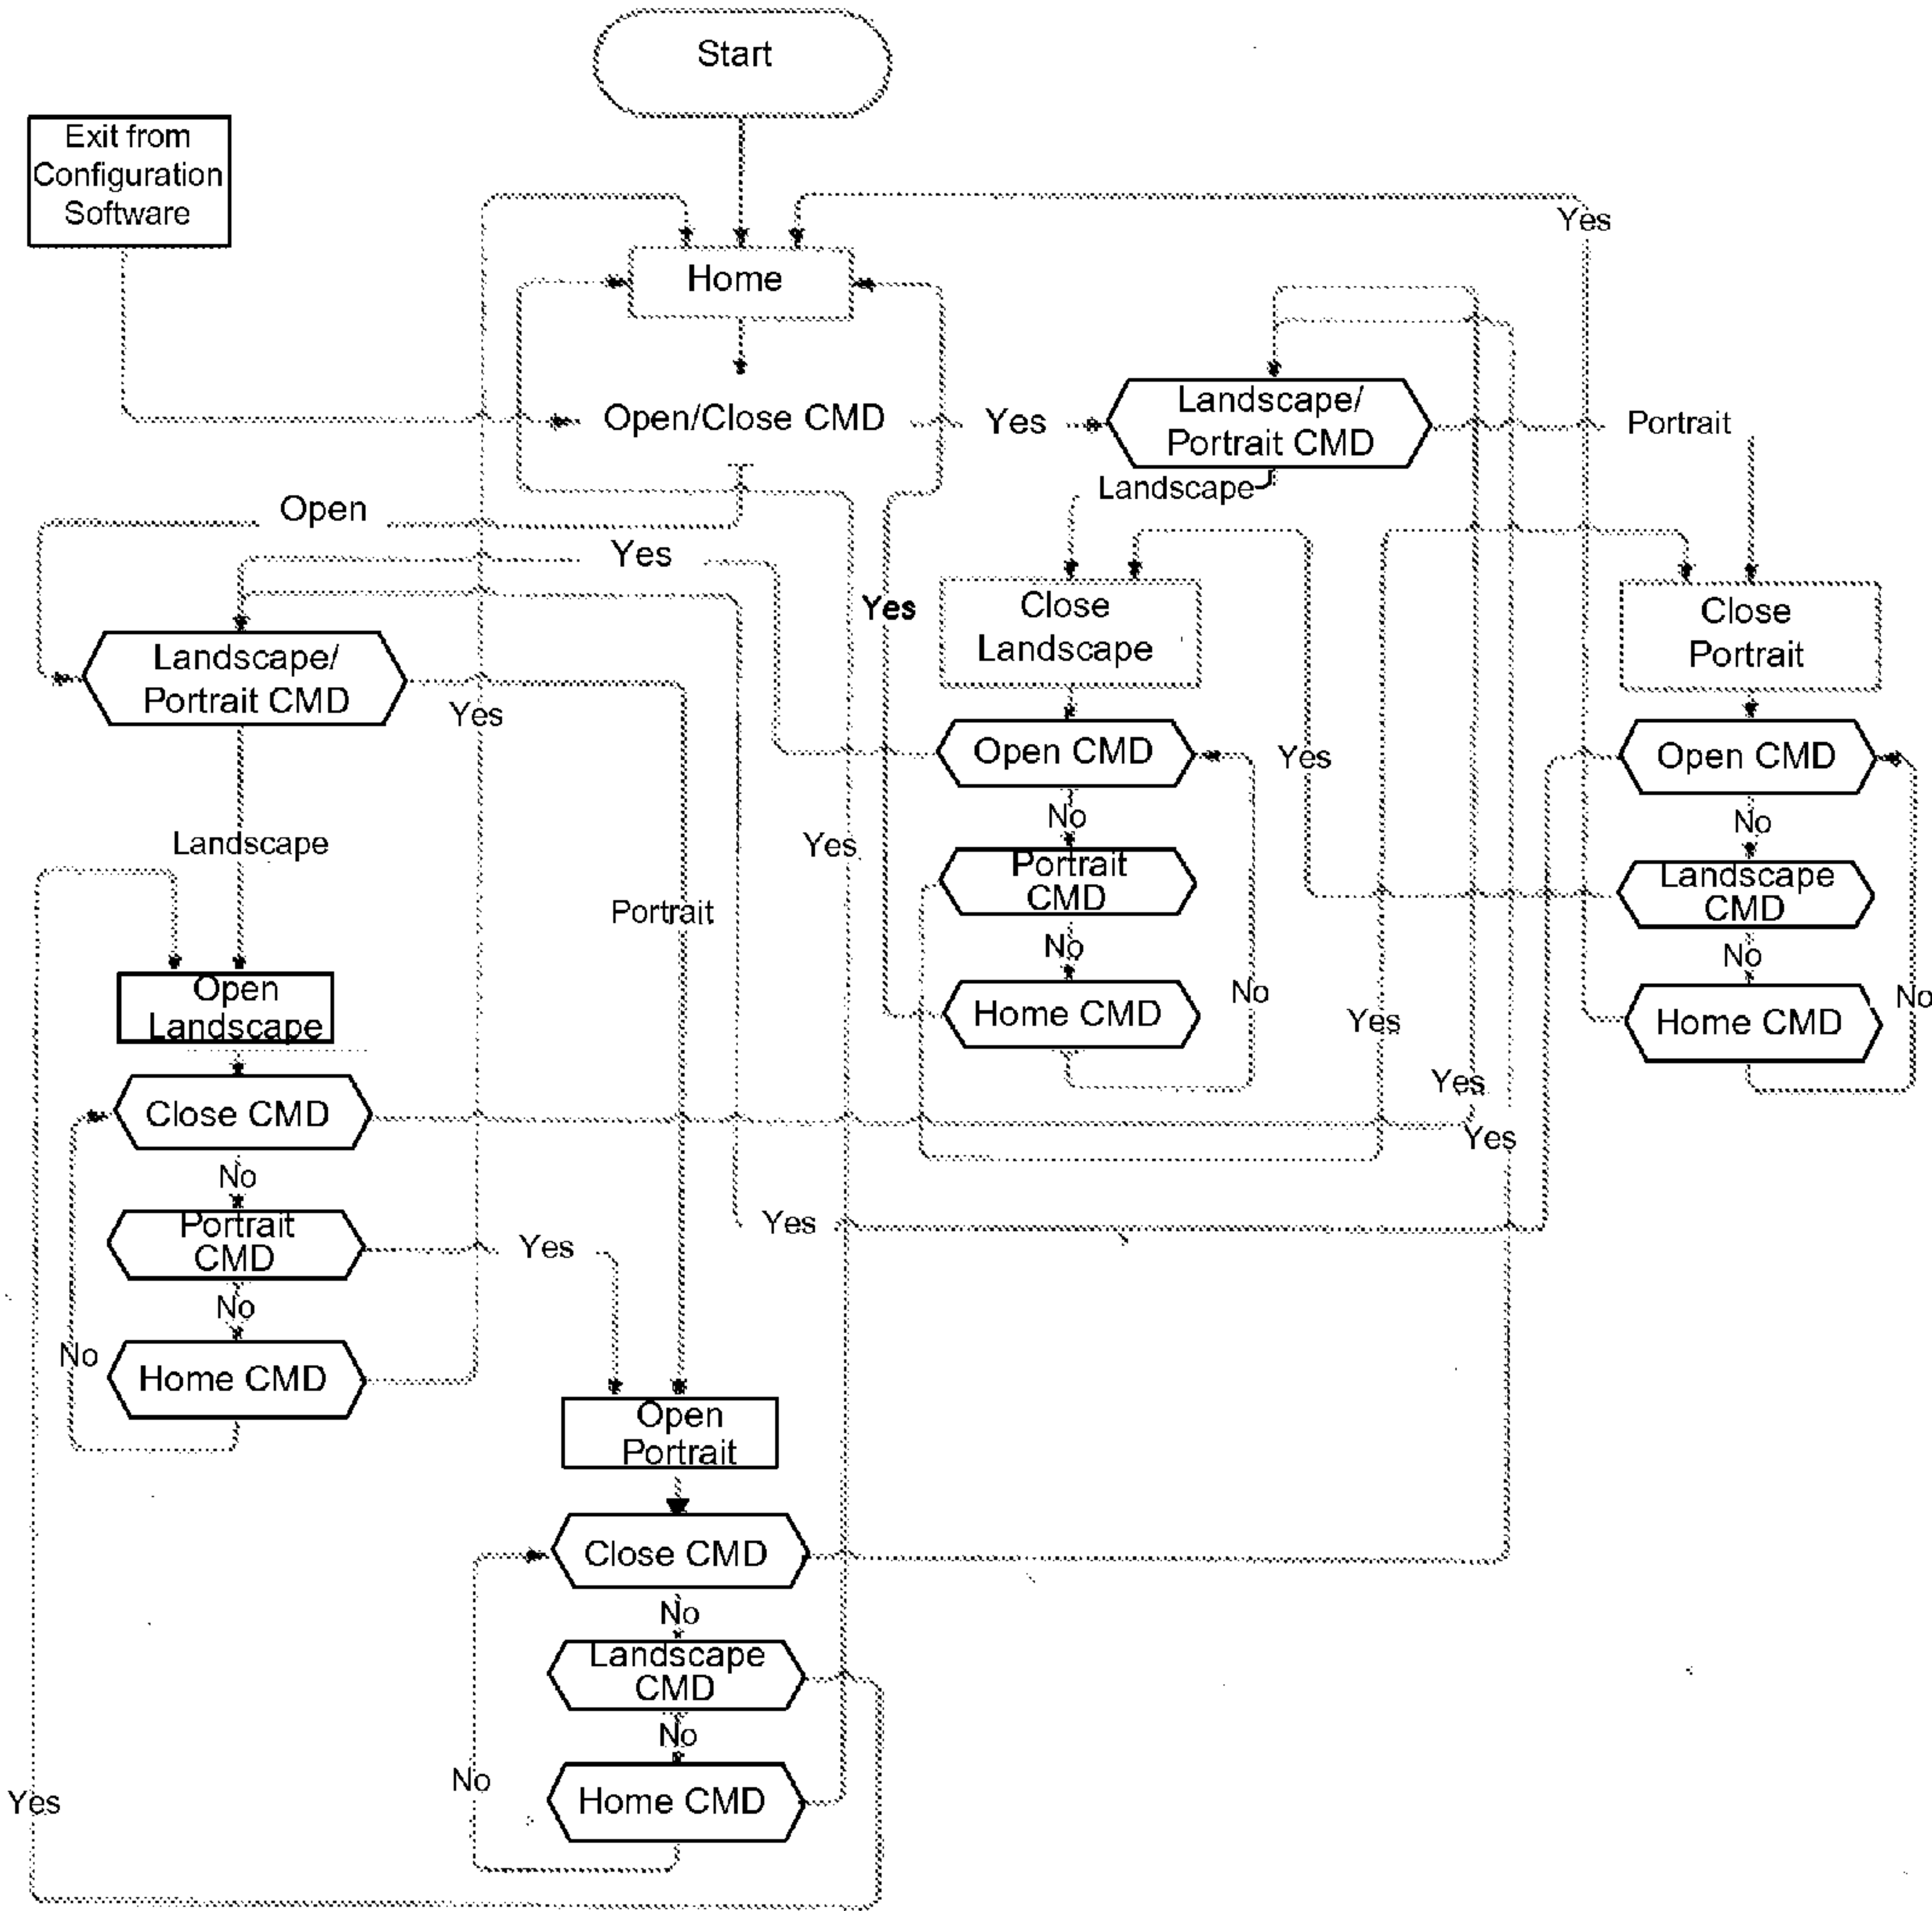 Start
Exit from
Configuration
Software
Yes
Home
Open/Close CMD
Yes
Landscape/
Portrait CMD
Portrait
Landscape
Open
Yes
Yes
Close
Landscape
Close
Portrait
Landscape/
Portrait CMD
Yes
Open CMD
Yes
Open CMD
No
No
Landscape
Yes
Portrait
CMD
Landscape
CMD
Portrait
No
No
Open
Landscape
Home CMD
No
Yes
Home CMD
No
Yes
Close CMD
Yes
No
Portrait
CMD
Yes
Yes
No
No
Home CMD
Open
Portrait
Close CMD
No
Landscape
CMD
No
No
Home CMD
Yes